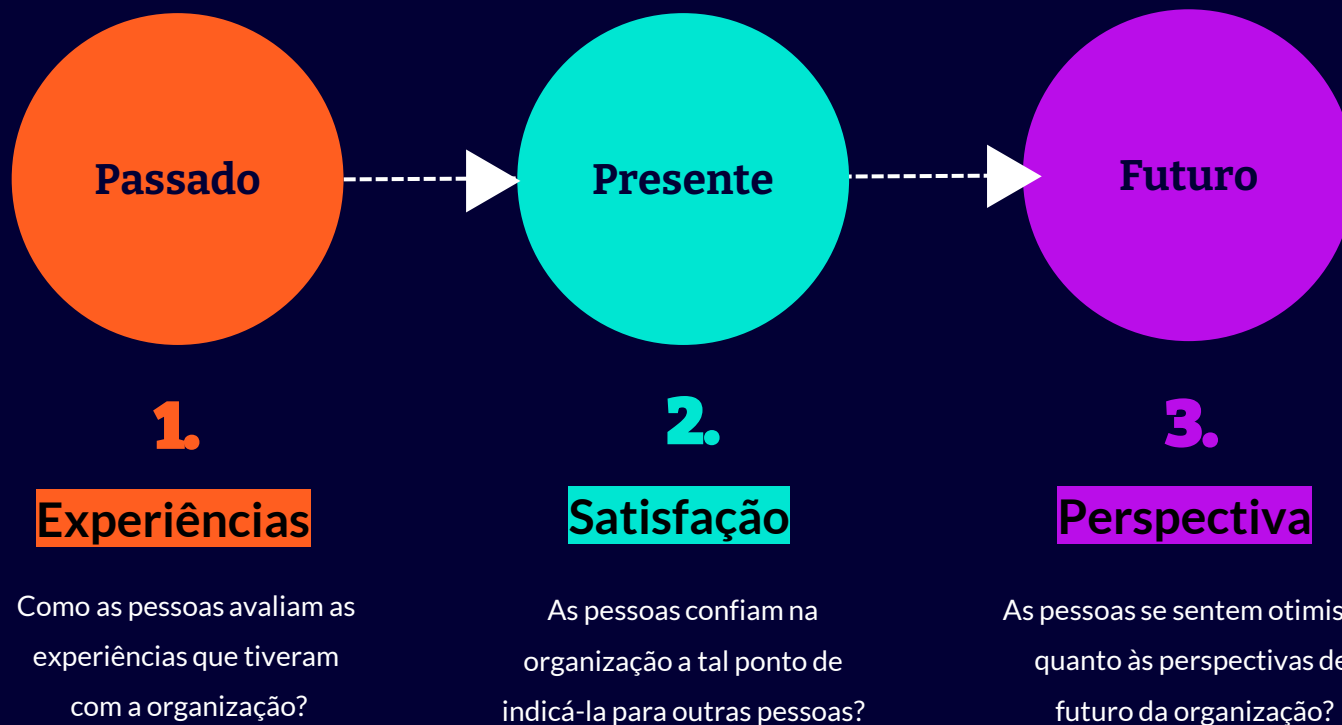 Passado
Presente
Futuro
1.
2.
3.
Experiências
Satisfação
Perspectiva
Como as pessoas avaliam as
experiências que tiveram
com a organização?
As pessoas confiam na
organização a tal ponto de
indicá-la para outras pessoas?
As pessoas se sentem
quanto às perspectivas de
futuro da organização?